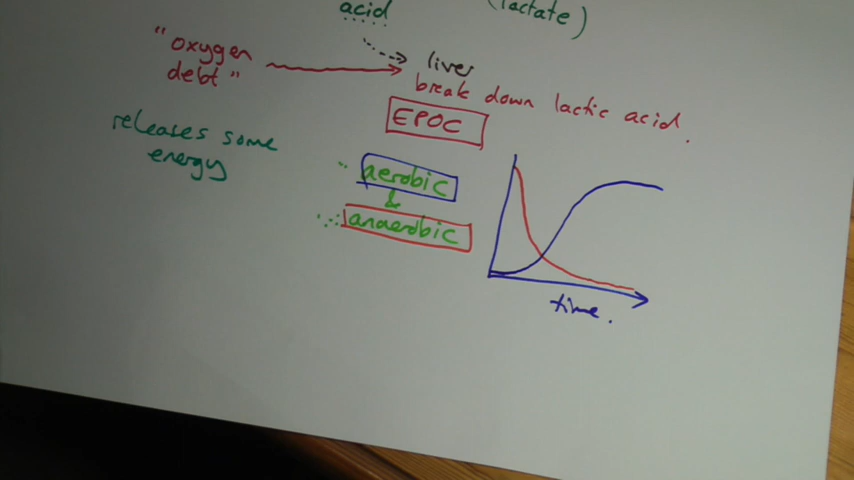 acid
(lactate)
"oxygen
debt"
liver
break down lactic acid.
EPOC
releases some
energy
aerobic
&
anaerobic
time.